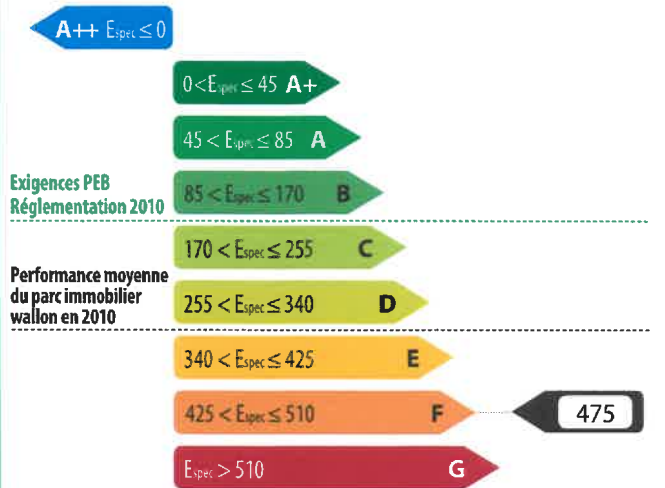 A++ Espec ≤ 0
0 < Espec ≤ 45 A+
45 < Espec ≤ 85 A
Exigences PEB
Réglementation 2010
85 < Espec ≤ 170 B
170 < Espec ≤ 255 C
Performance moyenne
du parc immobilier
wallon en 2010
255 < Espec ≤ 340 D
340 < Espec ≤ 425 E
425 < Espec ≤ 510 F
475
Espec > 510 G